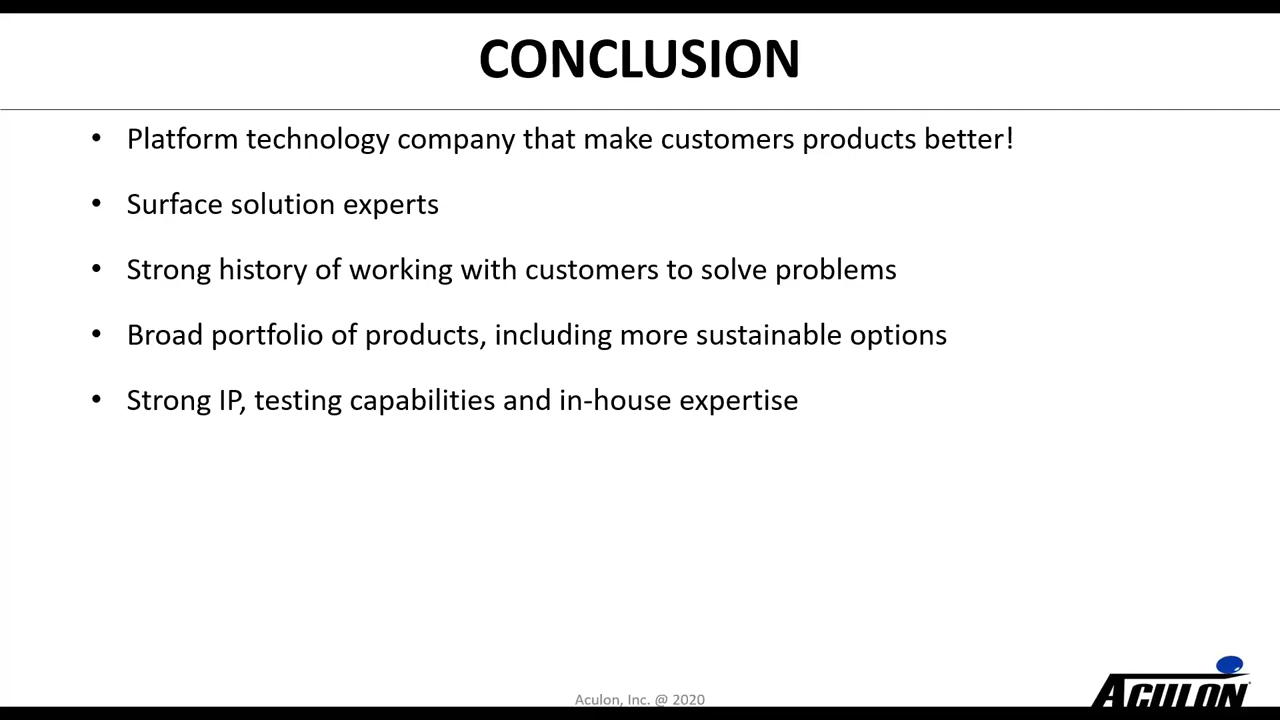 CONCLUSION
• Platform technology company that make customers products better!
• Surface solution experts
• Strong history of working with customers to solve problems
• Broad portfolio of products, including more sustainable options
• Strong IP, testing capabilities and in-house expertise
Aculon, Inc. @ 2020
ACULON